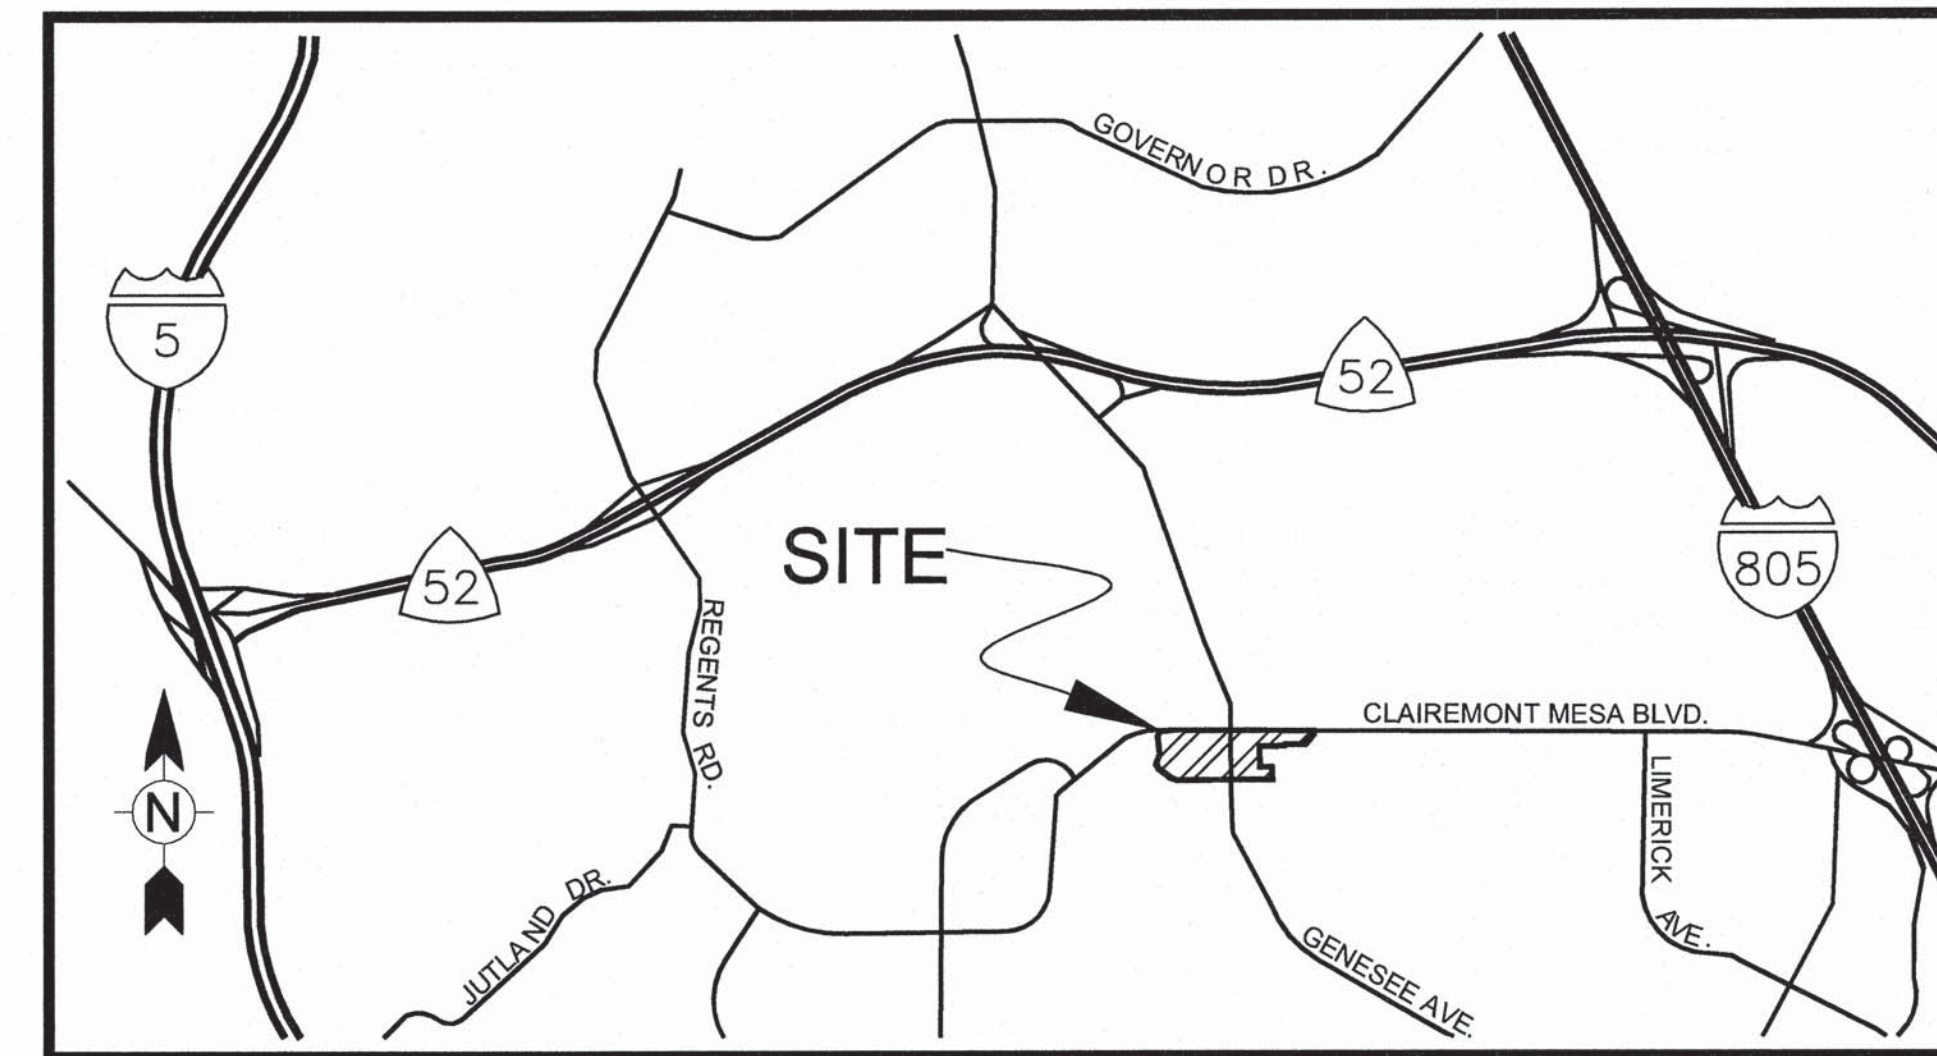 GOVERNOR DR.
5
52
52
SITE
805
REGENTS RD.
CLAIREMONT MESA BLVD.
N
LIMERICK AVE.
JUTLAND DR.
GENESEE AVE.